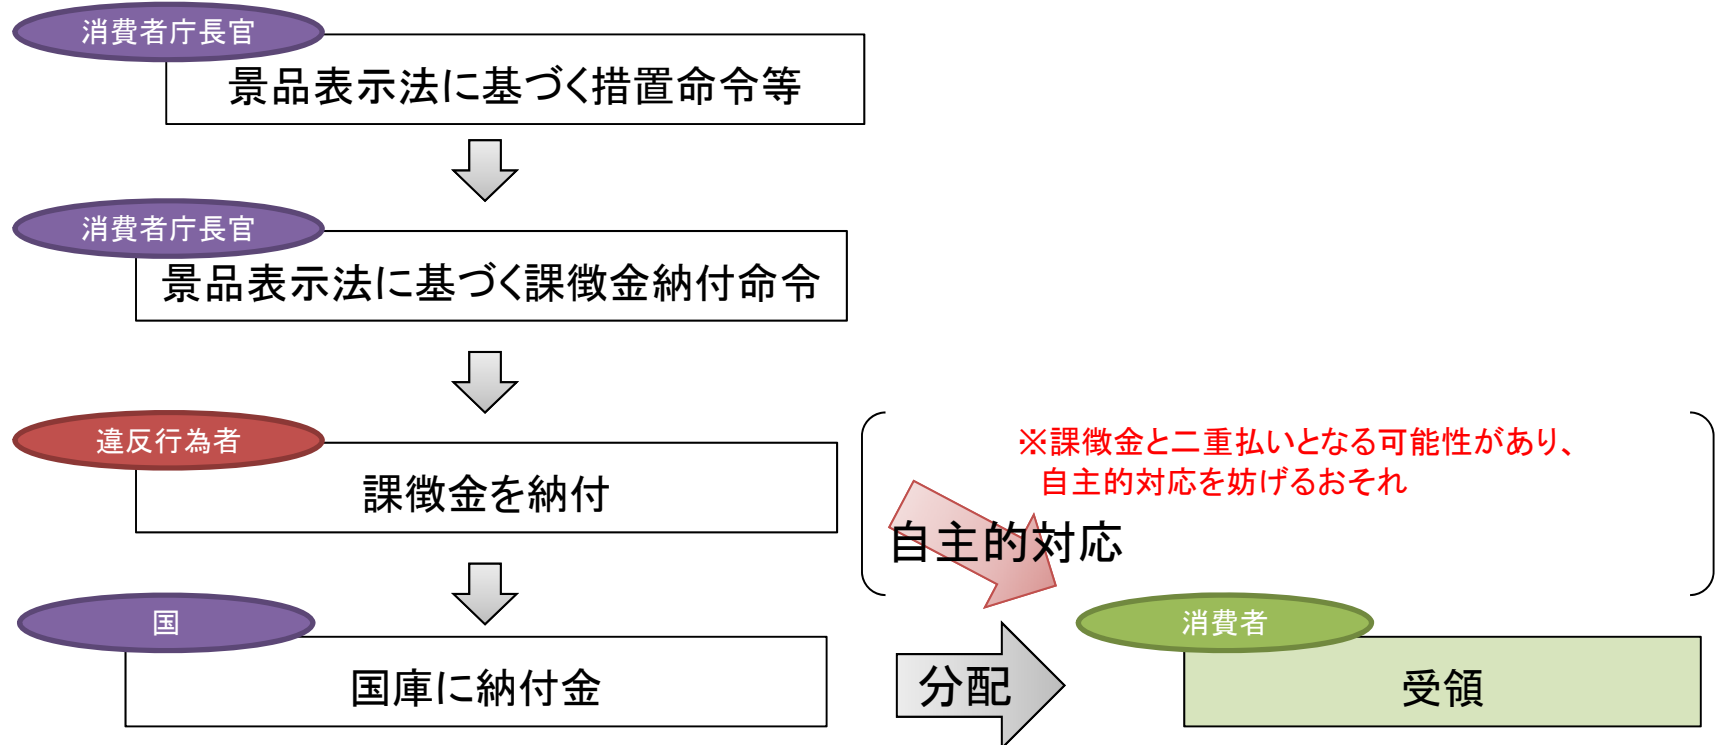 消費者庁長官
景品表示法に基づく措置命令等
消費者庁長官
景品表示法に基づく課徴金納付命令
違反行為者
課徴金を納付
※課徴金と二重払いとなる可能性があり、
自主的対応を妨げるおそれ
自主的対応
国
国庫に納付金
分配
消費者
受領